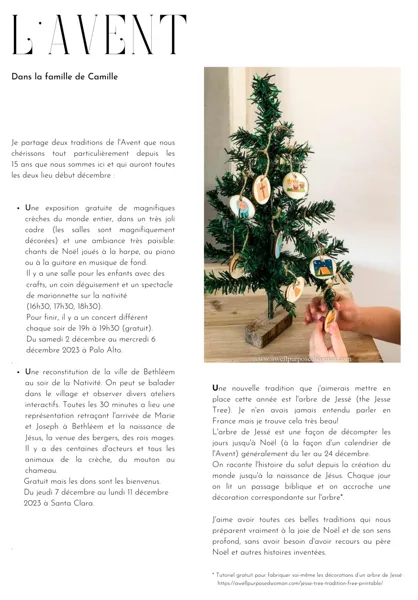 L'AVENT
Dans la famille de Camille
Je partage deux traditions de l'Avent que nous
chérissons tout particulièrement depuis les
15 ans que nous sommes ici et qui auront toutes
les deux lieu début décembre :
• Une exposition gratuite de magnifiques
crèches du monde entier, dans un très joli
cadre (les salles sont magnifiquement
décorées) et une ambiance très paisible:
chants de Noël joués à la harpe, au piano
ou à la guitare en musique de fond.
Il y a une salle pour les enfants avec des
crafts, un coin déguisement et un spectacle
de marionnette sur la nativité
(16h30, 17h30, 18h30).
Pour finir, il y a un concert différent
chaque soir de 19h à 19h30 (gratuit).
Du samedi 2 décembre au mercredi 6
décembre 2023 à Palo Alto.
• Une reconstitution de la ville de Bethléem
au soir de la Nativité. On peut se balader
dans le village et observer divers ateliers
interactifs. Toutes les 30 minutes a lieu une
représentation retraçant l'arrivée de Marie
et Joseph à Bethléem et la naissance de
Jésus, la venue des bergers, des rois mages.
Il y a des centaines d'acteurs et tous les
animaux de la crèche, du mouton au
chameau.
Gratuit mais les dons sont les bienvenus.
Du jeudi 7 décembre au lundi 11 décembre
2023 à Santa Clara.
www.awellpurposedwoman.com
Une nouvelle tradition que j'aimerais mettre en
place cette année est l'arbre de Jessé (the Jesse
Tree). Je n'en avais jamais entendu parler en
France mais je trouve cela très beau!
L'arbre de Jessé est une façon de décompter les
jours jusqu'à Noël (à la façon d'un calendrier de
l'Avent) généralement du 1er au 24 décembre.
On raconte l'histoire du salut depuis la création du
monde jusqu'à la naissance de Jésus. Chaque jour
on lit un passage biblique et on accroche une
décoration correspondante sur l'arbre*.
J'aime avoir toutes ces belles traditions qui nous
préparent vraiment à la joie de Noël et de son sens
profond, sans avoir besoin d'avoir recours au père
Noël et autres histoires inventées.
* Tutoriel gratuit pour fabriquer soi-même les décorations d'un arbre de Jessé :
https://awellpurposedwoman.com/jesse-tree-tradition-free-printable/